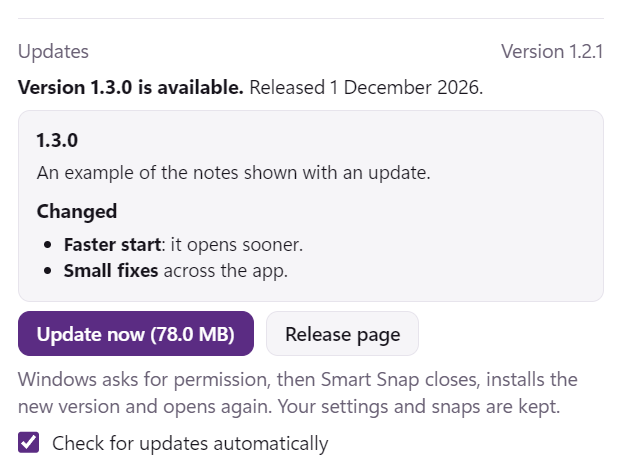 Updates Version 1.2.1
Version 1.3.0 is available. Released 1 December 2026.
1.3.0
An example of the notes shown with an update.
Changed
• Faster start: it opens sooner.
• Small fixes across the app.
Update now (78.0 MB) Release page
Windows asks for permission, then Smart Snap closes, installs the
new version and opens again. Your settings and snaps are kept.
Check for updates automatically